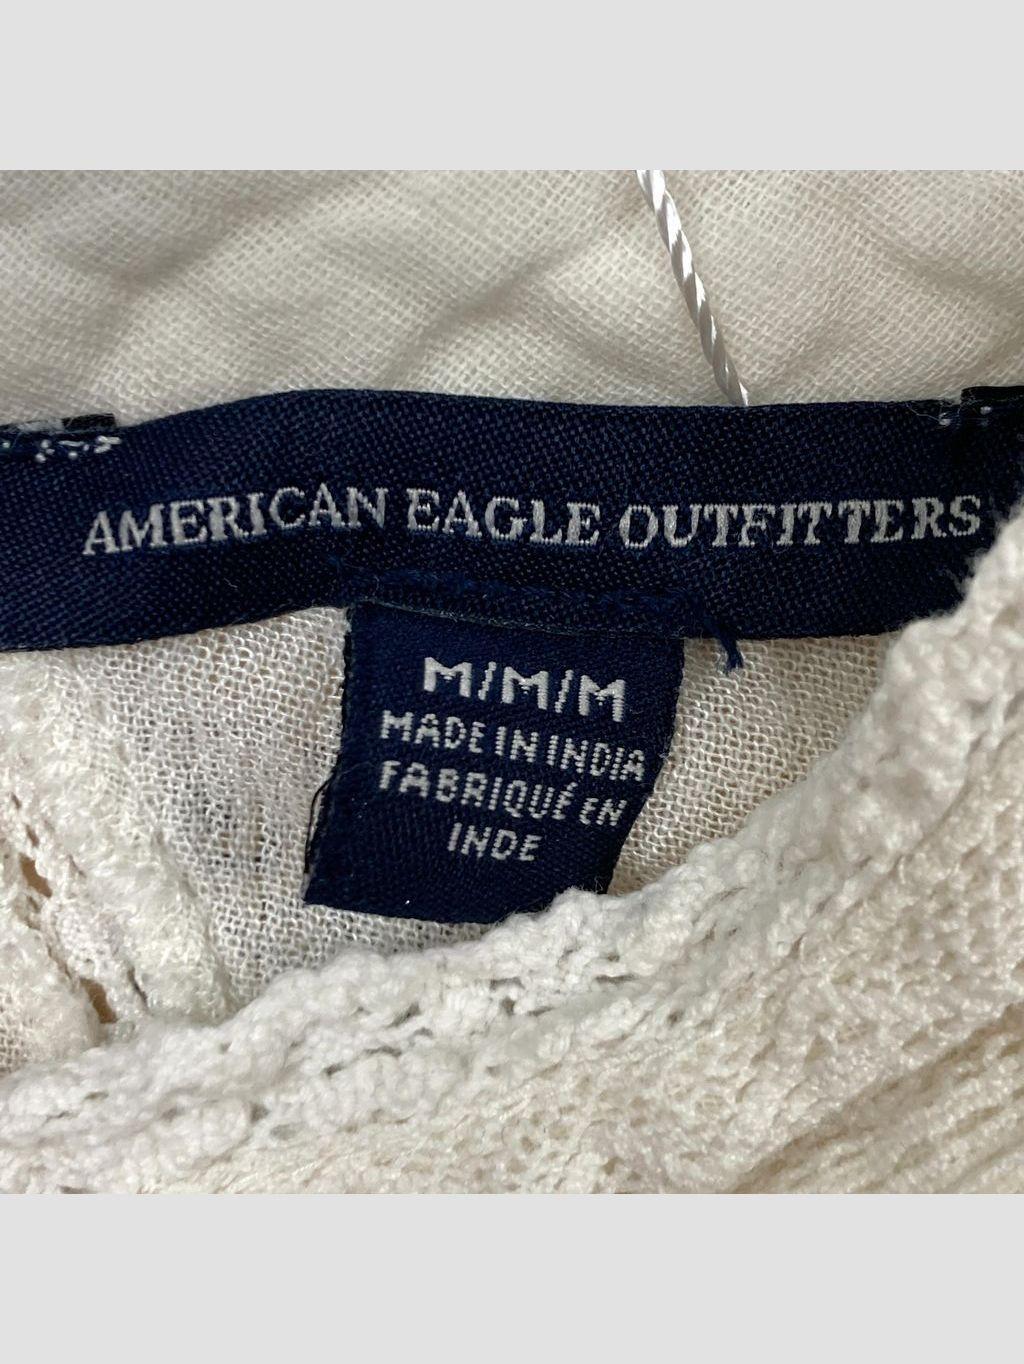 AMERICAN EAGLE OUTFITTERS
M/M/M
MADE IN INDIA
FABRIQUÉ EN
INDE